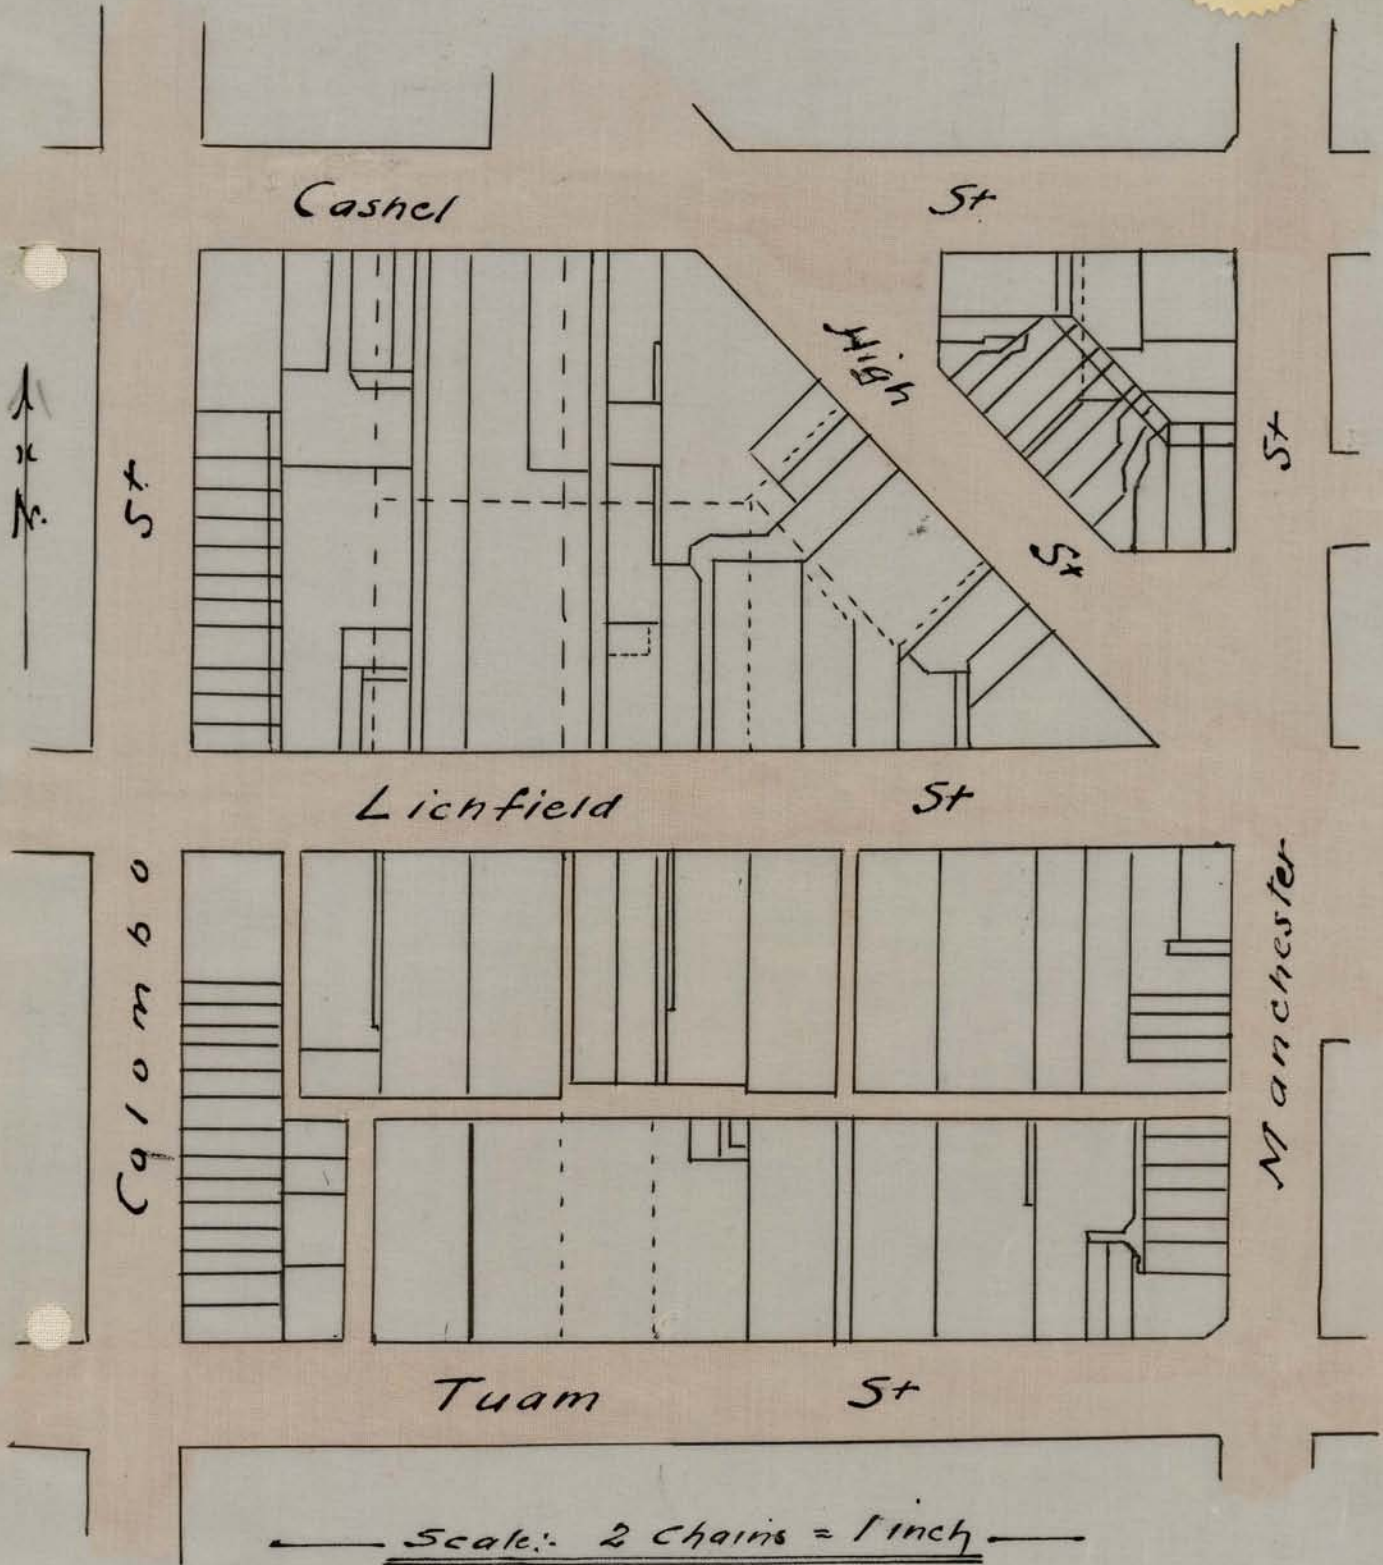 Cashel St
High St
St
St
N.
Lichfield St
Colombo
Manchester
Tuam St
Scale:- 2 Chains = 1 inch